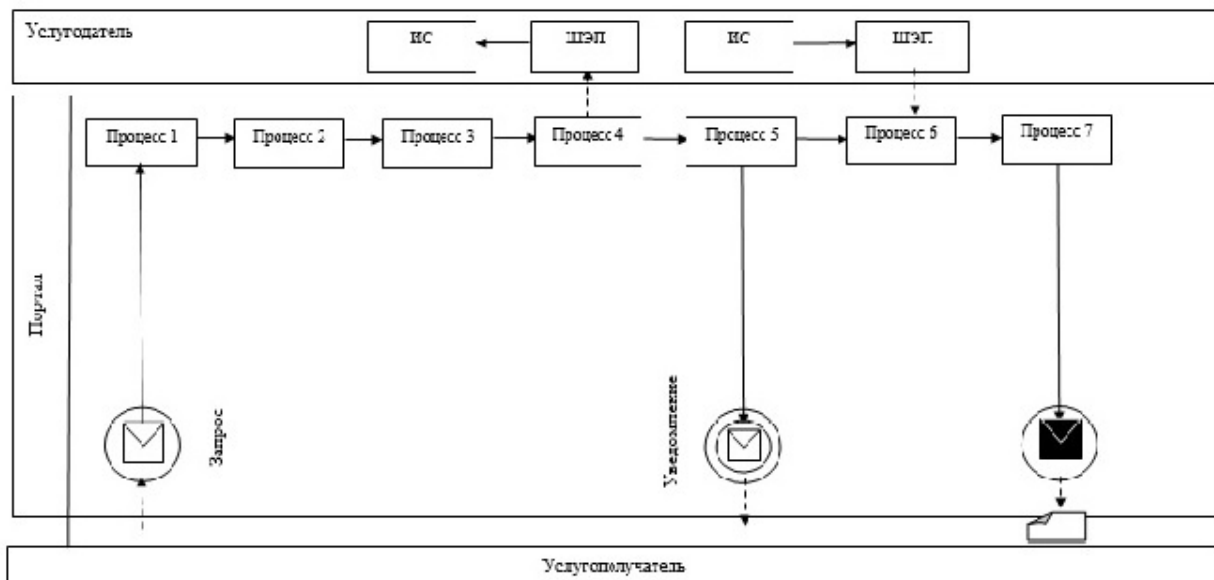 Услугодатель
ИС
ШЭП
ИС
ШЭП
Процесс 1
Процесс 2
Процесс 3
Процесс 4
Процесс 5
Процесс 6
Процесс 7
Портал
Запрос
Уведомление
Услугополучатель